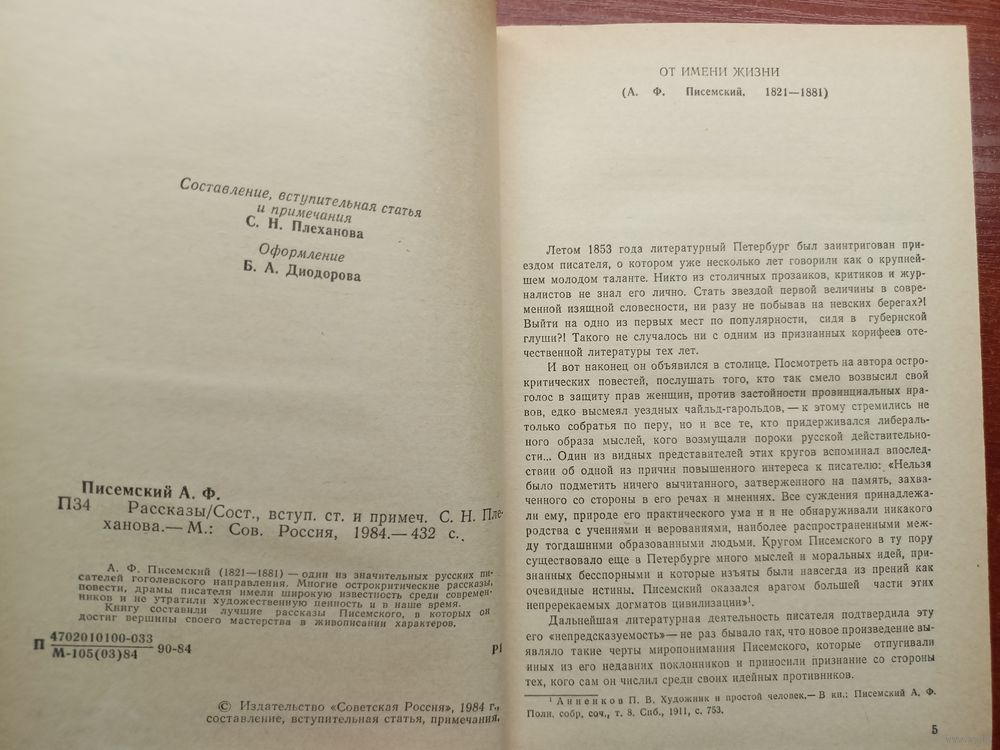 Составление, вступительная статья
и примечания
С. Н. Плеханова
Оформление
Б. А. Диодорова
Писемский А. Ф.
П34 Рассказы/Сост., вступ. ст. и примеч. С. Н. Пле-
ханова.— М.: Сов. Россия, 1984.— 432 с.
А. Ф. Писемский (1821—1881) — один из значительных русских пи-
сателей гоголевского направления. Многие острокритические рассказы,
повести, драмы писателя имели широкую известность среди современ-
ников и не утратили художественную ценность и в наше время.
Книгу составили лучшие рассказы Писемского, в которых он
достиг вершины своего мастерства в живописании характеров.
П 4702010100-033
М-105(03)84 90-84
© Издательство «Советская Россия», 1984 г.,
составление, вступительная статья, примечания.
ОТ ИМЕНИ ЖИЗНИ
(А. Ф. Писемский, 1821—1881)
Летом 1853 года литературный Петербург был заинтригован при-
ездом писателя, о котором уже несколько лет говорили как о крупней-
шем молодом таланте. Никто из столичных прозаиков, критиков и жур-
налистов не знал его лично. Стать звездой первой величины в совре-
менной изящной словесности, ни разу не побывав на невских берегах?!
Выйти на одно из первых мест по популярности, сидя в губернской
глуши?! Такого не случалось ни с одним из признанных корифеев оте-
чественной литературы тех лет.
И вот наконец он объявился в столице. Посмотреть на автора остро-
критических повестей, послушать того, кто так смело возвысил свой
голос в защиту прав женщин, против застойности провинциальных нра-
вов, едко высмеял уездных чайльд-гарольдов, — к этому стремились не
только собратья по перу, но и все те, кто придерживался либераль-
ного образа мыслей, кого возмущали пороки русской действительно-
сти... Один из видных представителей этих кругов вспоминал впослед-
ствии об одной из причин повышенного интереса к писателю: «Нельзя
было подметить ничего вычитанного, затверженного на память, захва-
ченного со стороны в его речах и мнениях. Все суждения принадлежа-
ли ему, природе его практического ума и не обнаруживали никакого
родства с учениями и верованиями, наиболее распространенными меж-
ду тогдашними образованными людьми. Кругом Писемского в ту пору
существовало еще в Петербурге много мыслей и моральных идей, при-
знанных бесспорными и которые изъяты были навсегда из прений как
очевидные истины. Писемский оказался врагом большей части этих
непререкаемых догматов цивилизации»¹.
Дальнейшая литературная деятельность писателя подтвердила эту
его «непредсказуемость» — не раз бывало так, что новое произведение вы-
являло такие черты миропонимания Писемского, которые отпугивали
иных из его недавних поклонников и приносили признание со стороны
тех, кого сам он числил среди своих идейных противников.
¹ Анненков П. В. Художник и простой человек.— В кн.: Писемский А. Ф.
Полн. собр. соч., т. 8. Спб., 1911, с. 753.
5